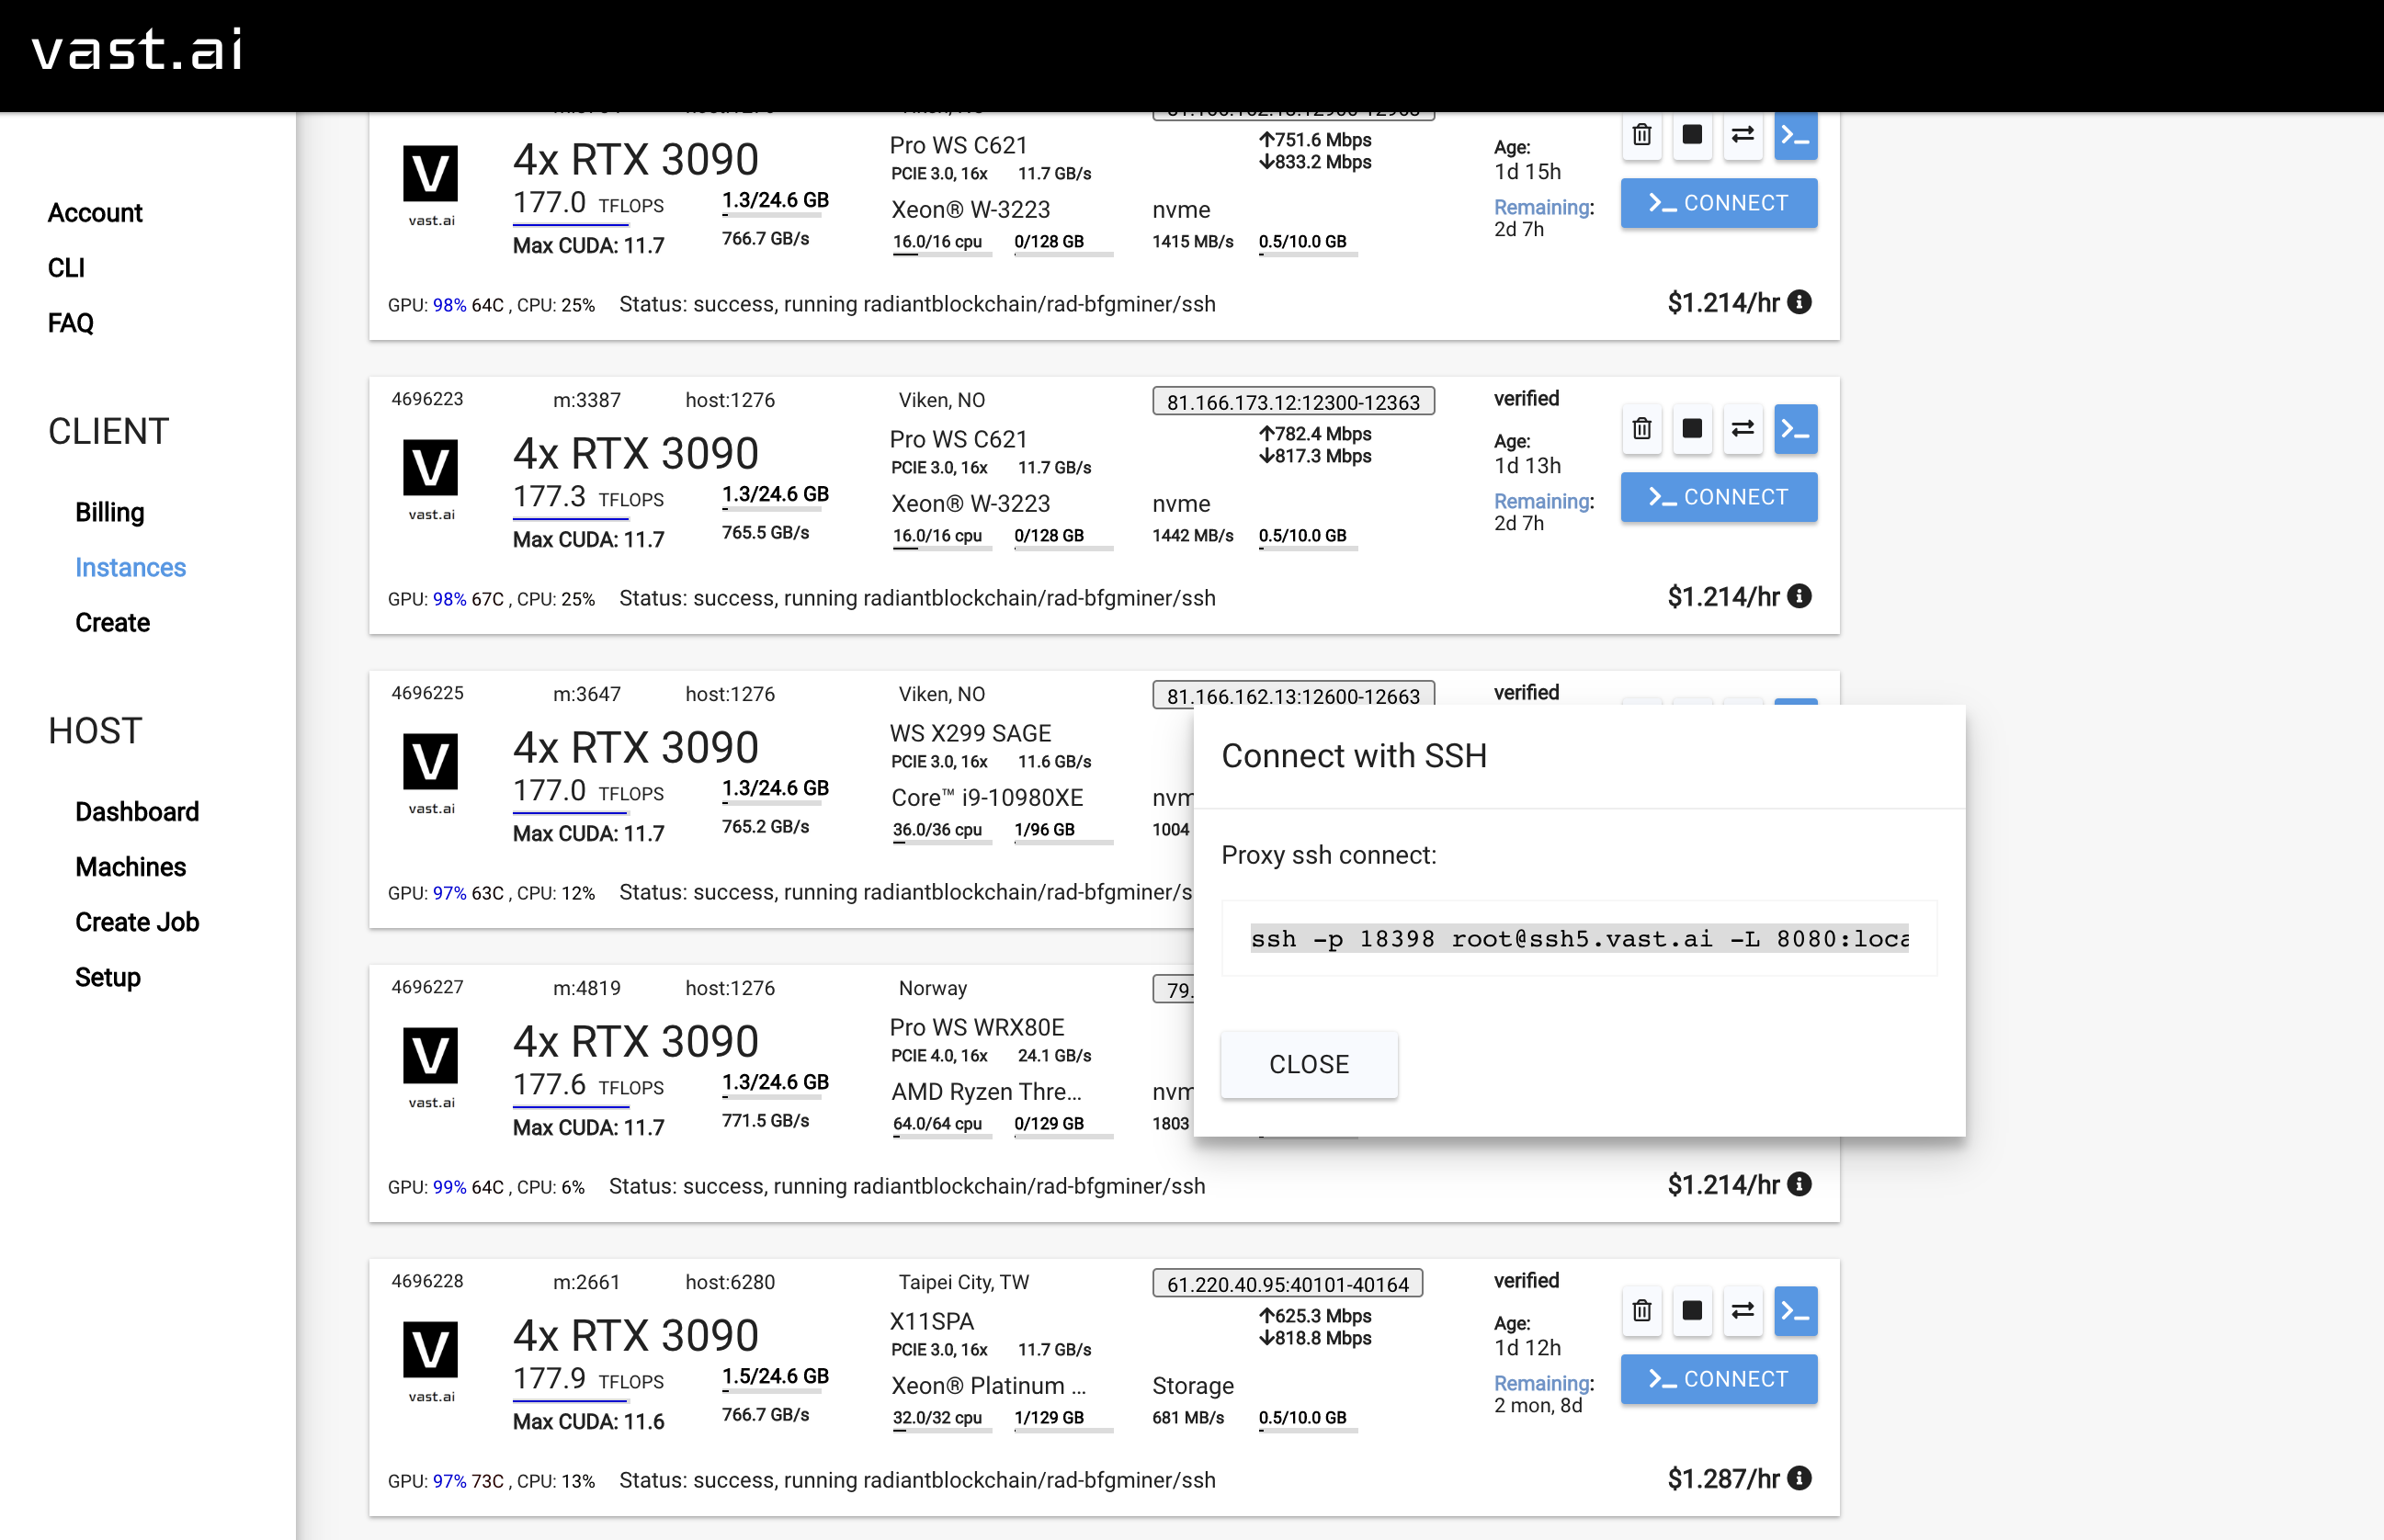 vast.ai
Account
CLI
FAQ
CLIENT
Billing
Instances
Create
HOST
Dashboard
Machines
Create Job
Setup
V
vast.ai
4x RTX 3090
177.0 TFLOPS
Max CUDA: 11.7
1.3/24.6 GB
766.7 GB/s
Pro WS C621
PCIE 3.0, 16x 11.7 GB/s
Xeon® W-3223
16.0/16 cpu 0/128 GB
↑751.6 Mbps
↓833.2 Mbps
nvme
1415 MB/s 0.5/10.0 GB
Age:
1d 15h
Remaining:
2d 7h
>_ CONNECT
GPU: 98% 64C , CPU: 25% Status: success, running radiantblockchain/rad-bfgminer/ssh
$1.214/hr
4696223 m:3387 host:1276 Viken, NO 81.166.173.12:12300-12363 verified
V
vast.ai
4x RTX 3090
177.3 TFLOPS
Max CUDA: 11.7
1.3/24.6 GB
765.5 GB/s
Pro WS C621
PCIE 3.0, 16x 11.7 GB/s
Xeon® W-3223
16.0/16 cpu 0/128 GB
↑782.4 Mbps
↓817.3 Mbps
nvme
1442 MB/s 0.5/10.0 GB
Age:
1d 13h
Remaining:
2d 7h
>_ CONNECT
GPU: 98% 67C , CPU: 25% Status: success, running radiantblockchain/rad-bfgminer/ssh
$1.214/hr
4696225 m:3647 host:1276 Viken, NO 81.166.162.13:12600-12663 verified
V
vast.ai
4x RTX 3090
177.0 TFLOPS
Max CUDA: 11.7
1.3/24.6 GB
765.2 GB/s
WS X299 SAGE
PCIE 3.0, 16x 11.6 GB/s
Core™ i9-10980XE
36.0/36 cpu 1/96 GB
nvm
1004
GPU: 97% 63C , CPU: 12% Status: success, running radiantblockchain/rad-bfgminer/s
Connect with SSH
Proxy ssh connect:
ssh -p 18398 root@ssh5.vast.ai -L 8080:loca
CLOSE
4696227 m:4819 host:1276 Norway 79.
V
vast.ai
4x RTX 3090
177.6 TFLOPS
Max CUDA: 11.7
1.3/24.6 GB
771.5 GB/s
Pro WS WRX80E
PCIE 4.0, 16x 24.1 GB/s
AMD Ryzen Thre...
64.0/64 cpu 0/129 GB
nvm
1803
GPU: 99% 64C , CPU: 6% Status: success, running radiantblockchain/rad-bfgminer/ssh
$1.214/hr
4696228 m:2661 host:6280 Taipei City, TW 61.220.40.95:40101-40164 verified
V
vast.ai
4x RTX 3090
177.9 TFLOPS
Max CUDA: 11.6
1.5/24.6 GB
766.7 GB/s
X11SPA
PCIE 3.0, 16x 11.7 GB/s
Xeon® Platinum ...
32.0/32 cpu 1/129 GB
↑625.3 Mbps
↓818.8 Mbps
Storage
681 MB/s 0.5/10.0 GB
Age:
1d 12h
Remaining:
2 mon, 8d
>_ CONNECT
GPU: 97% 73C , CPU: 13% Status: success, running radiantblockchain/rad-bfgminer/ssh
$1.287/hr